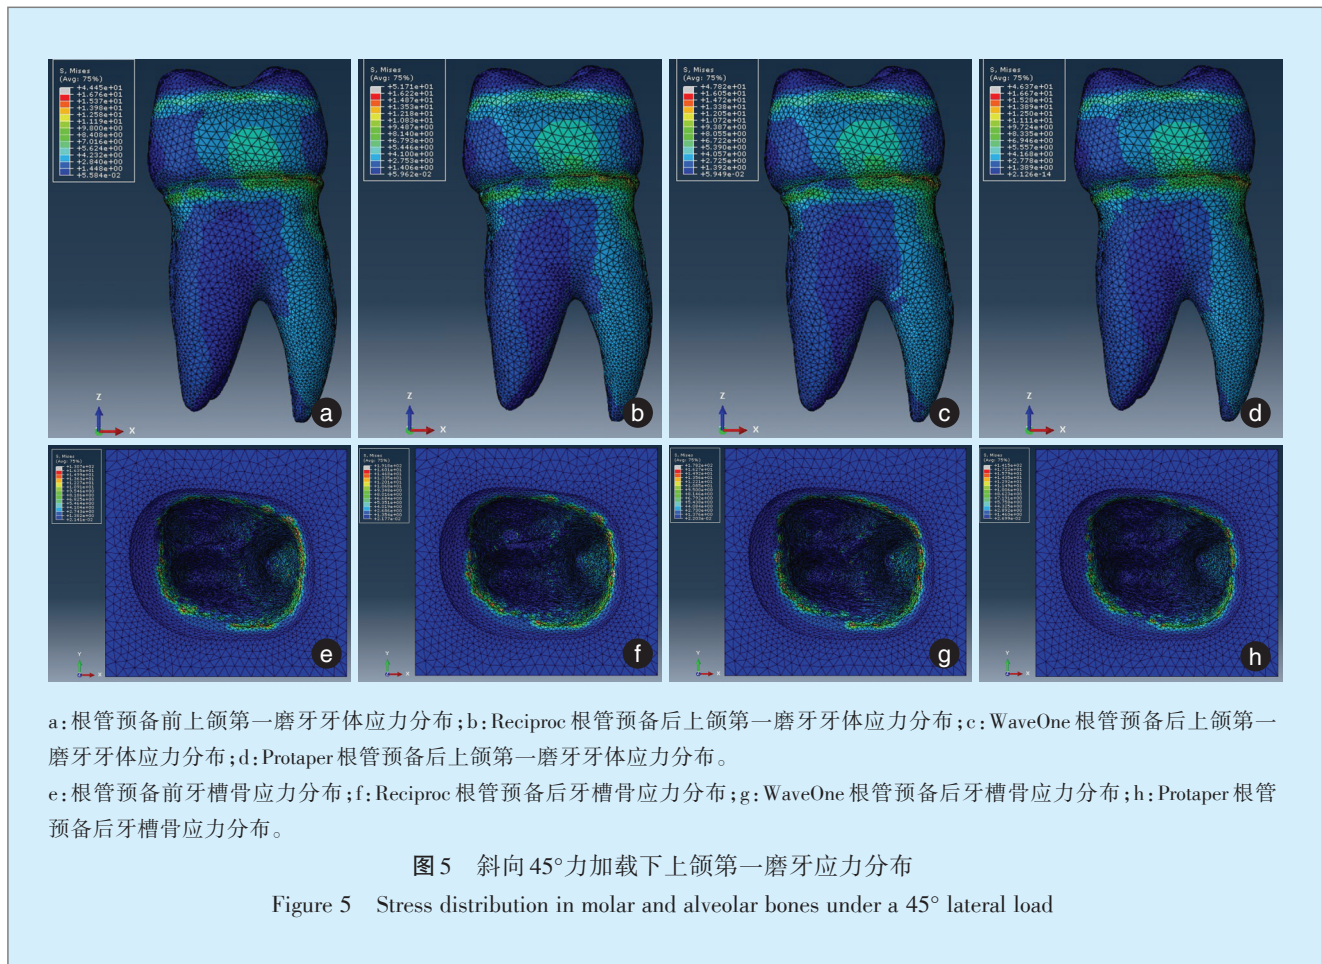 S, Mises
(Avg: 75%)
+4.445e+01
+1.676e+01
+1.537e+01
+1.398e+01
+1.258e+01
+1.119e+01
+9.800e+00
+8.408e+00
+7.016e+00
+5.624e+00
+4.232e+00
+2.840e+00
+1.448e+00
+5.584e-02
Z
X
a
S, Mises
(Avg: 75%)
+5.171e+01
+1.622e+01
+1.487e+01
+1.353e+01
+1.218e+01
+1.083e+01
+9.487e+00
+8.140e+00
+6.793e+00
+5.446e+00
+4.100e+00
+2.753e+00
+1.406e+00
+5.962e-02
Z
X
b
S, Mises
(Avg: 75%)
+4.782e+01
+1.605e+01
+1.472e+01
+1.338e+01
+1.205e+01
+1.072e+01
+9.387e+00
+8.055e+00
+6.722e+00
+5.390e+00
+4.057e+00
+2.725e+00
+1.392e+00
+5.949e-02
Z
X
c
S, Mises
(Avg: 75%)
+4.637e+01
+1.667e+01
+1.528e+01
+1.389e+01
+1.250e+01
+1.111e+01
+9.724e+00
+8.335e+00
+6.946e+00
+5.557e+00
+4.168e+00
+2.778e+00
+1.389e+00
+2.126e-14
Z
X
d
S, Mises
(Avg: 75%)
Y
X
e
S, Mises
(Avg: 75%)
Y
X
f
S, Mises
(Avg: 75%)
Y
X
g
S, Mises
(Avg: 75%)
Y
X
h
a:根管预备前上颌第一磨牙牙体应力分布;b:Reciproc 根管预备后上颌第一磨牙牙体应力分布;c:WaveOne 根管预备后上颌第一
磨牙牙体应力分布;d:Protaper 根管预备后上颌第一磨牙牙体应力分布。
e:根管预备前牙槽骨应力分布;f:Reciproc 根管预备后牙槽骨应力分布;g:WaveOne 根管预备后牙槽骨应力分布;h:Protaper 根管
预备后牙槽骨应力分布。
图5 斜向45°力加载下上颌第一磨牙应力分布
Figure 5 Stress distribution in molar and alveolar bones under a 45° lateral load